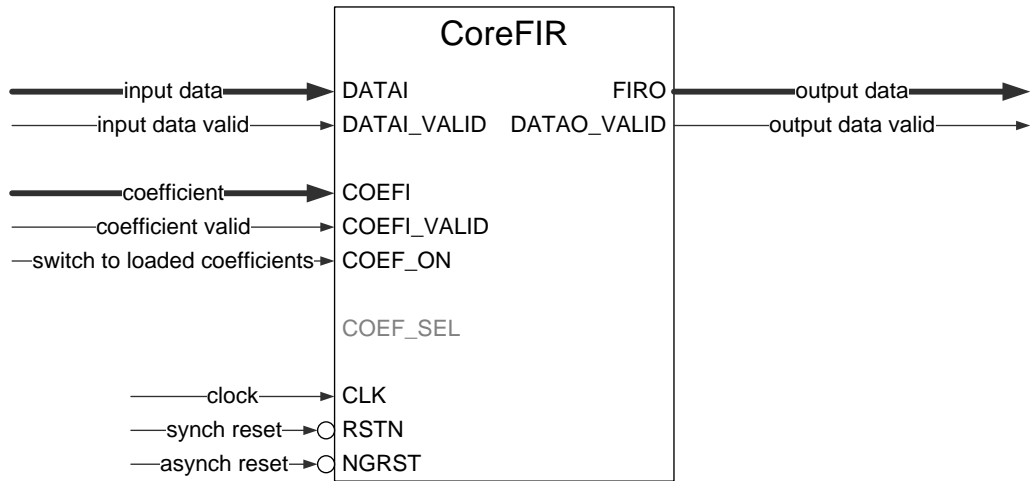 CoreFIR
input data DATAI FIRO output data
input data valid DATAI_VALID DATAO_VALID output data valid
coefficient COEFI
coefficient valid COEFI_VALID
switch to loaded coefficients COEF_ON
COEF_SEL
clock CLK
synch reset RSTN
asynch reset NGRST